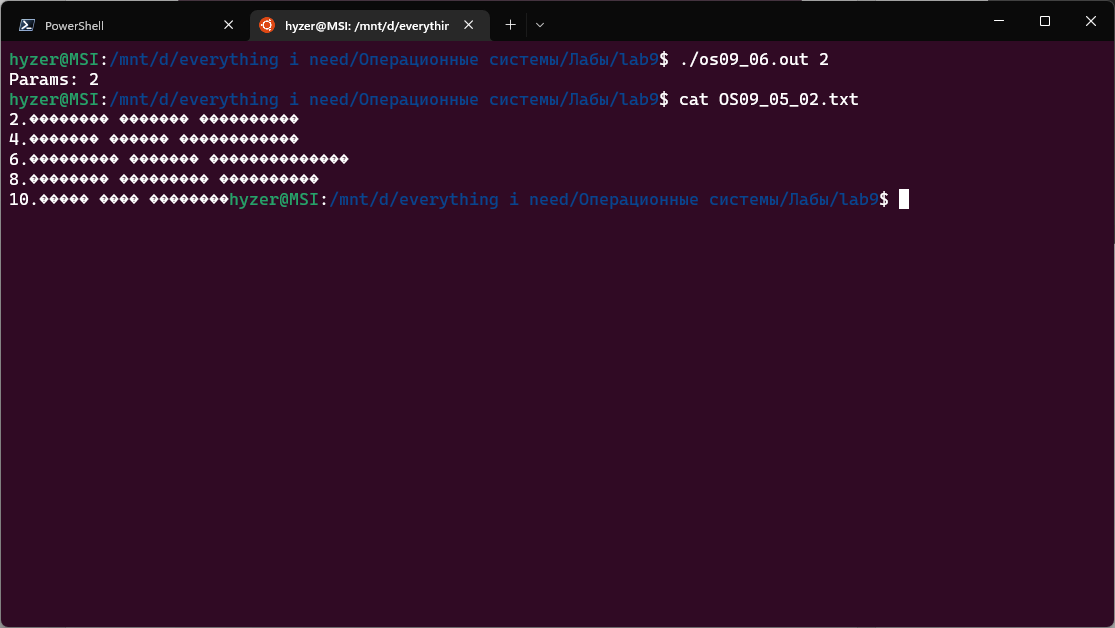 PowerShell
hyzer@MSI: /mnt/d/everythir
hyzer@MSI:/mnt/d/everything i need/Операционные системы/Лабы/lab9$ ./os09_06.out 2
Params: 2
hyzer@MSI:/mnt/d/everything i need/Операционные системы/Лабы/lab9$ cat OS09_05_02.txt
2.�������� ������� ����������
4.������� ������ ������������
6.��������� ������� ��������������
8.�������� ��������� ����������
10.����� ���� ��������hyzer@MSI:/mnt/d/everything i need/Операционные системы/Лабы/lab9$